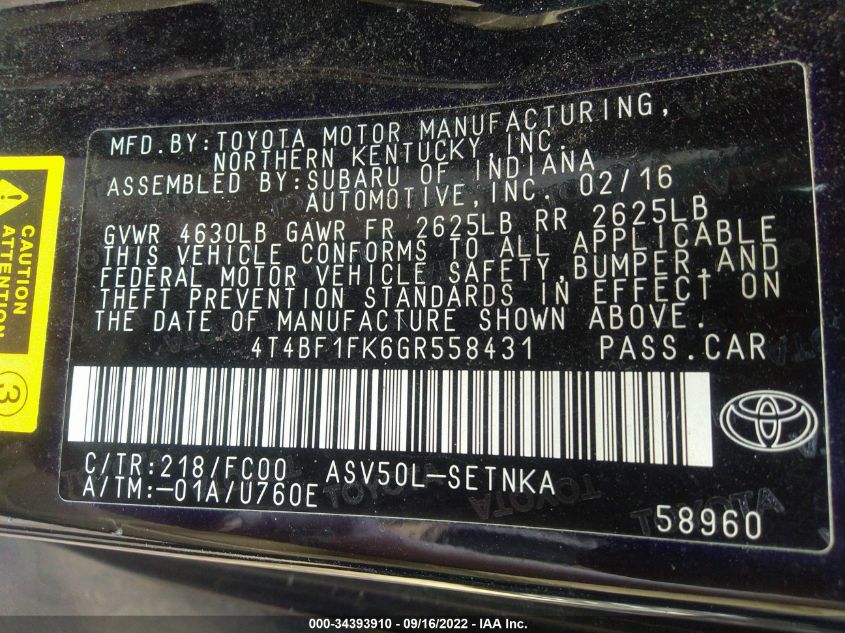 MFD.BY:TOYOTA MOTOR MANUFACTURING,
NORTHERN KENTUCKY, INC.
ASSEMBLED BY:SUBARU OF INDIANA
AUTOMOTIVE,INC. 02/16
GVWR 4630LB GAWR FR 2625LB RR 2625LB
THIS VEHICLE CONFORMS TO ALL APPLICABLE
FEDERAL MOTOR VEHICLE SAFETY,BUMPER,AND
THEFT PREVENTION STANDARDS IN EFFECT ON
THE DATE OF MANUFACTURE SHOWN ABOVE.
4T4BF1FK6GR558431 PASS.CAR
C/TR:218/FC00 ASV50L-SETNKA
A/TM:-01A/U760E
58960
CAUTION
ATTENTION
3
000-34393910 / 09/16/2022 / IAA Inc.